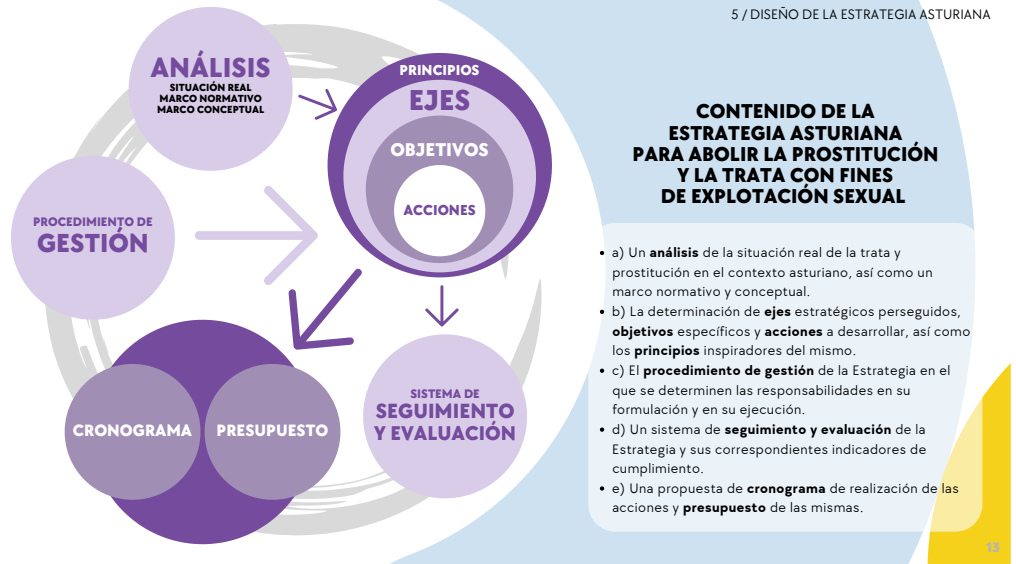 5 / DISEÑO DE LA ESTRATEGIA ASTURIANA
ANÁLISIS
SITUACIÓN REAL
MARCO NORMATIVO
MARCO CONCEPTUAL
PRINCIPIOS
EJES
OBJETIVOS
ACCIONES
PROCEDIMIENTO DE
GESTIÓN
CRONOGRAMA
PRESUPUESTO
SISTEMA DE
SEGUIMIENTO
Y EVALUACIÓN
CONTENIDO DE LA
ESTRATEGIA ASTURIANA
PARA ABOLIR LA PROSTITUCIÓN
Y LA TRATA CON FINES
DE EXPLOTACIÓN SEXUAL
• a) Un análisis de la situación real de la trata y
prostitución en el contexto asturiano, así como un
marco normativo y conceptual.
• b) La determinación de ejes estratégicos perseguidos,
objetivos específicos y acciones a desarrollar, así como
los principios inspiradores del mismo.
• c) El procedimiento de gestión de la Estrategia en el
que se determinen las responsabilidades en su
formulación y en su ejecución.
• d) Un sistema de seguimiento y evaluación de la
Estrategia y sus correspondientes indicadores de
cumplimiento.
• e) Una propuesta de cronograma de realización de las
acciones y presupuesto de las mismas.
13